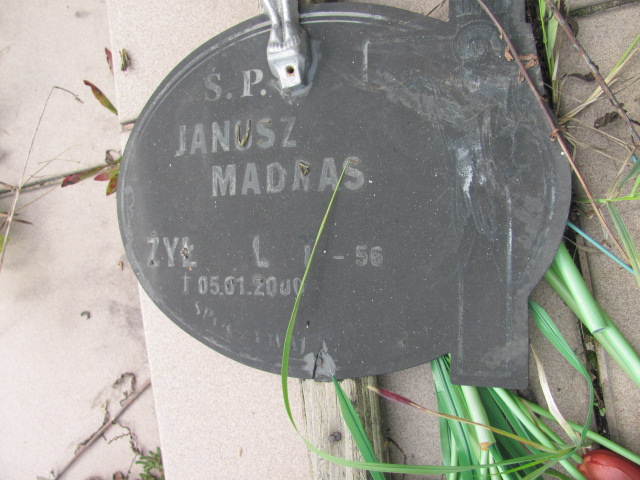 Ś. P.
JANUSZ
MADRAS
ŻYŁ L - 56
05.01.2000